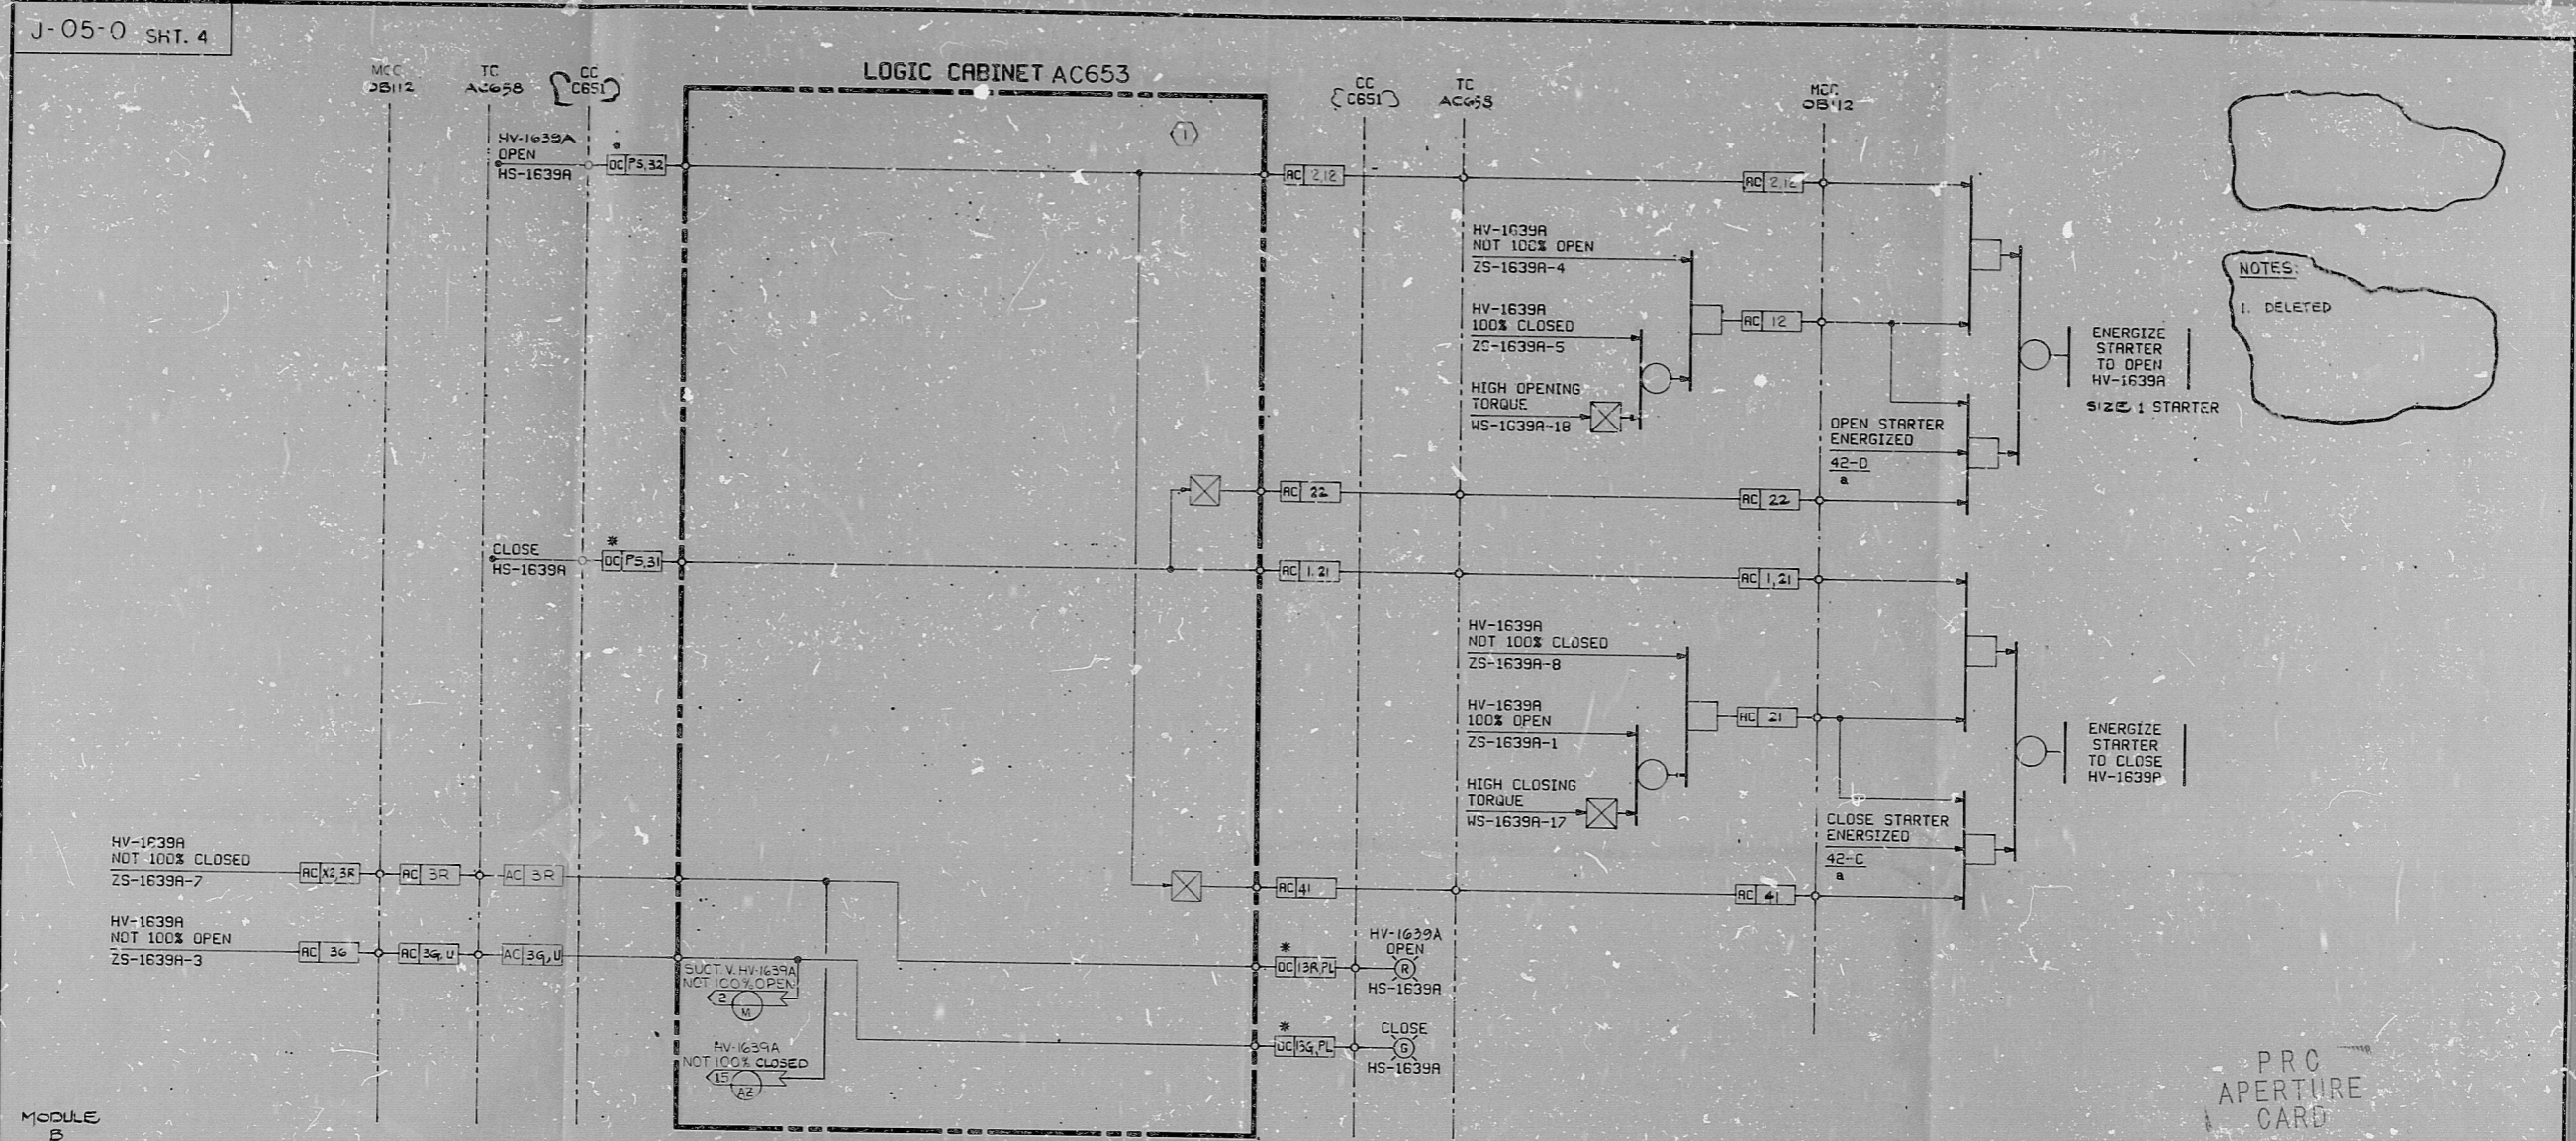 J-05-0 SHT. 4
MCC
OB112
TC
AC658
CC
C651
LOGIC CABINET AC653
CC
C651
TC
AC658
MCC
OB112
1
HV-1639A
OPEN
HS-1639A
*
DC PS,32
AC 2,12
AC 2,12
HV-1639A
NOT 100% OPEN
ZS-1639A-4
HV-1639A
100% CLOSED
ZS-1639A-5
HIGH OPENING
TORQUE
WS-1639A-18
AC 12
ENERGIZE
STARTER
TO OPEN
HV-1639A
SIZE 1 STARTER
NOTES:
1. DELETED
OPEN STARTER
ENERGIZED
42-O
a
AC 22
AC 22
CLOSE
HS-1639A
*
DC PS,31
AC 1,21
AC 1,21
HV-1639A
NOT 100% CLOSED
ZS-1639A-8
HV-1639A
100% OPEN
ZS-1639A-1
HIGH CLOSING
TORQUE
WS-1639A-17
AC 21
ENERGIZE
STARTER
TO CLOSE
HV-1639A
CLOSE STARTER
ENERGIZED
42-C
a
HV-1639A
NOT 100% CLOSED
ZS-1639A-7
AC X2,3R
AC 3R
AC 3R
AC 41
AC 41
HV-1639A
NOT 100% OPEN
ZS-1639A-3
AC 3G
AC 3G,U
AC 3G,U
SUCT. V. HV-1639A
NOT 100% OPEN
2
M
HV-1639A
NOT 100% CLOSED
15
AZ
*
DC 13R,PL
HV-1639A
OPEN
R
HS-1639A
*
DC 13G,PL
CLOSE
G
HS-1639A
PRC
APERTURE
CARD
MODULE
B